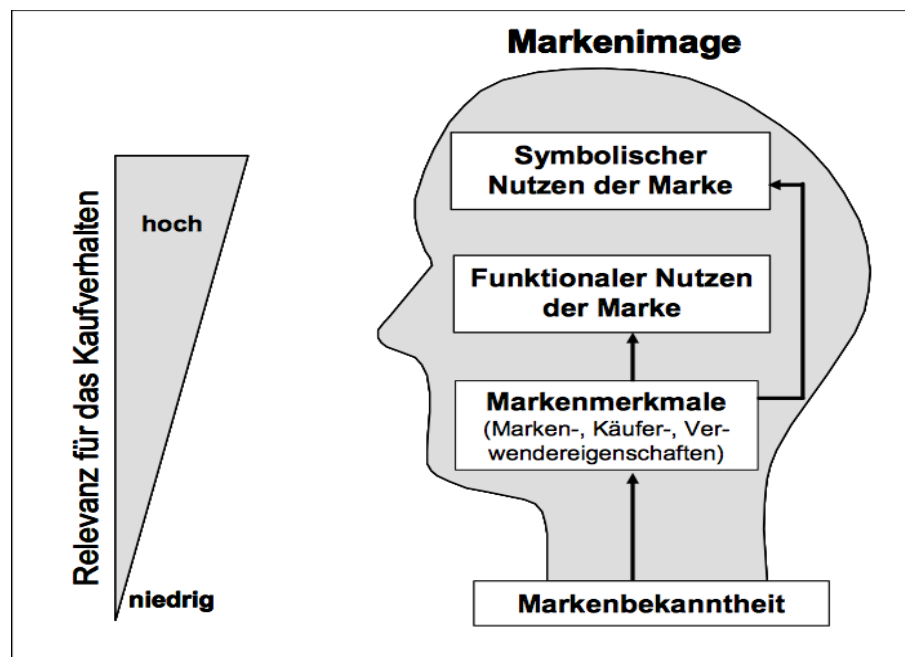 Markenimage
Symbolischer
Nutzen der Marke
Funktionaler Nutzen
der Marke
Markenmerkmale
(Marken-, Käufer-, Ver-
wendereigenschaften)
Markenbekanntheit
Relevanz für das Kaufverhalten
hoch
niedrig